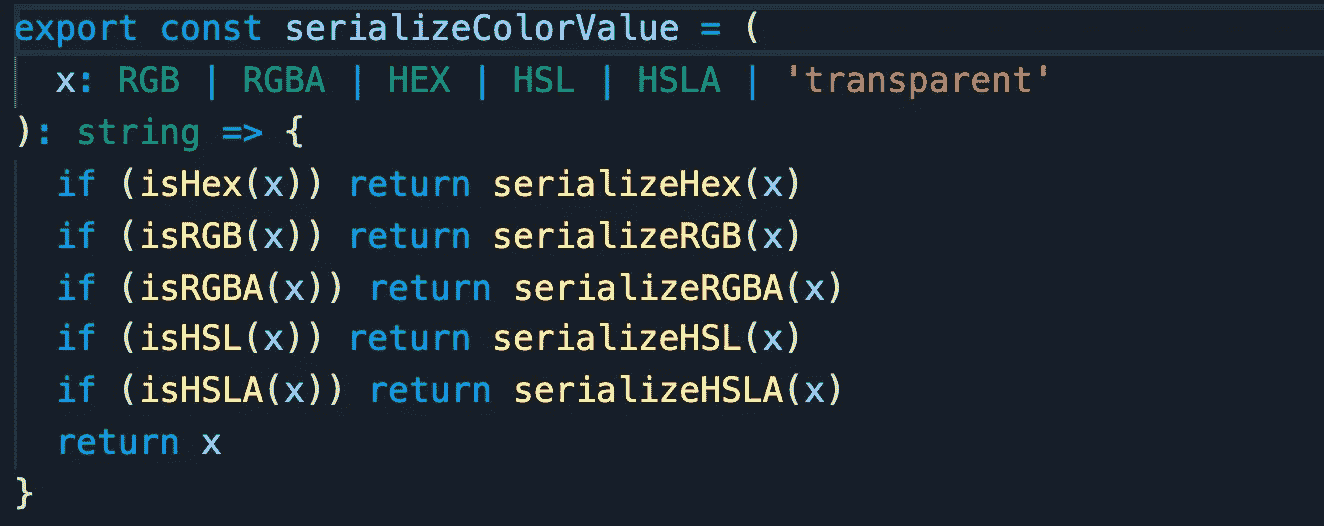 export const serializeColorValue = (
  x: RGB | RGBA | HEX | HSL | HSLA | 'transparent'
): string => {
  if (isHex(x)) return serializeHex(x)
  if (isRGB(x)) return serializeRGB(x)
  if (isRGBA(x)) return serializeRGBA(x)
  if (isHSL(x)) return serializeHSL(x)
  if (isHSLA(x)) return serializeHSLA(x)
  return x
}